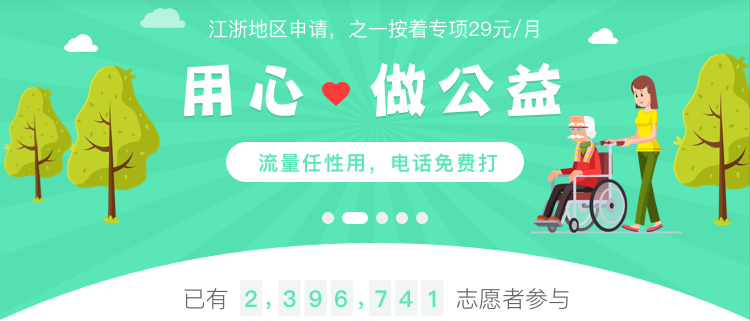 江浙地区申请，之一按着专项29元/月
用心做公益
流量任性用，电话免费打
已有 2,396,741 志愿者参与